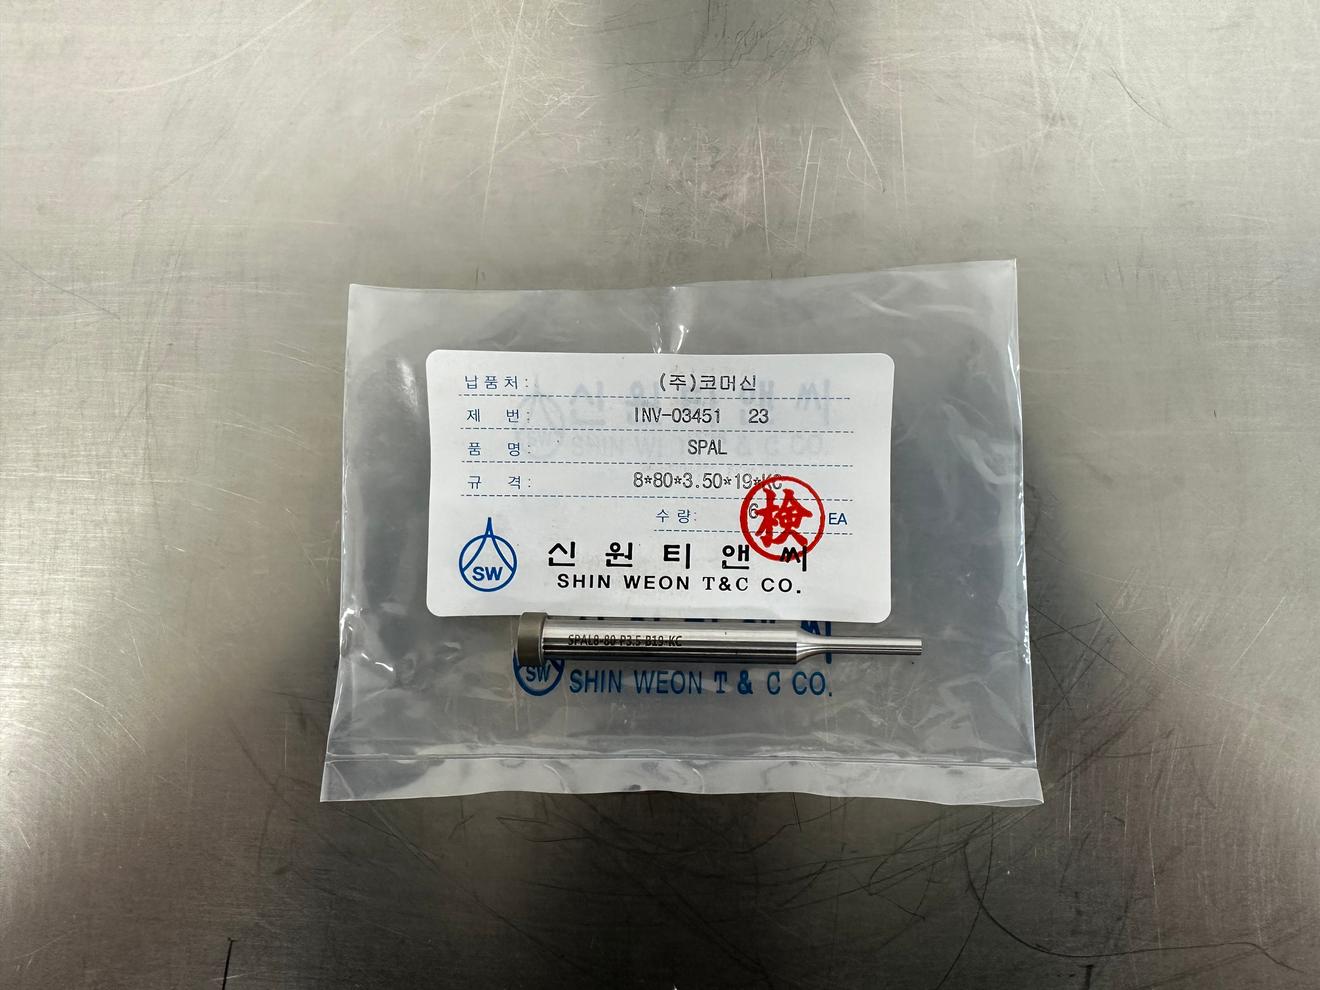 납품처: (주)코머신
제 번: INV-03451 23
품 명: SPAL
규 격: 8*80*3.50*19*KC
수량: 6 EA
検
SW 신원티앤씨
SHIN WEON T&C CO.
SPAL8-80 P3.5 B19-KC
SW SHIN WEON T & C CO.